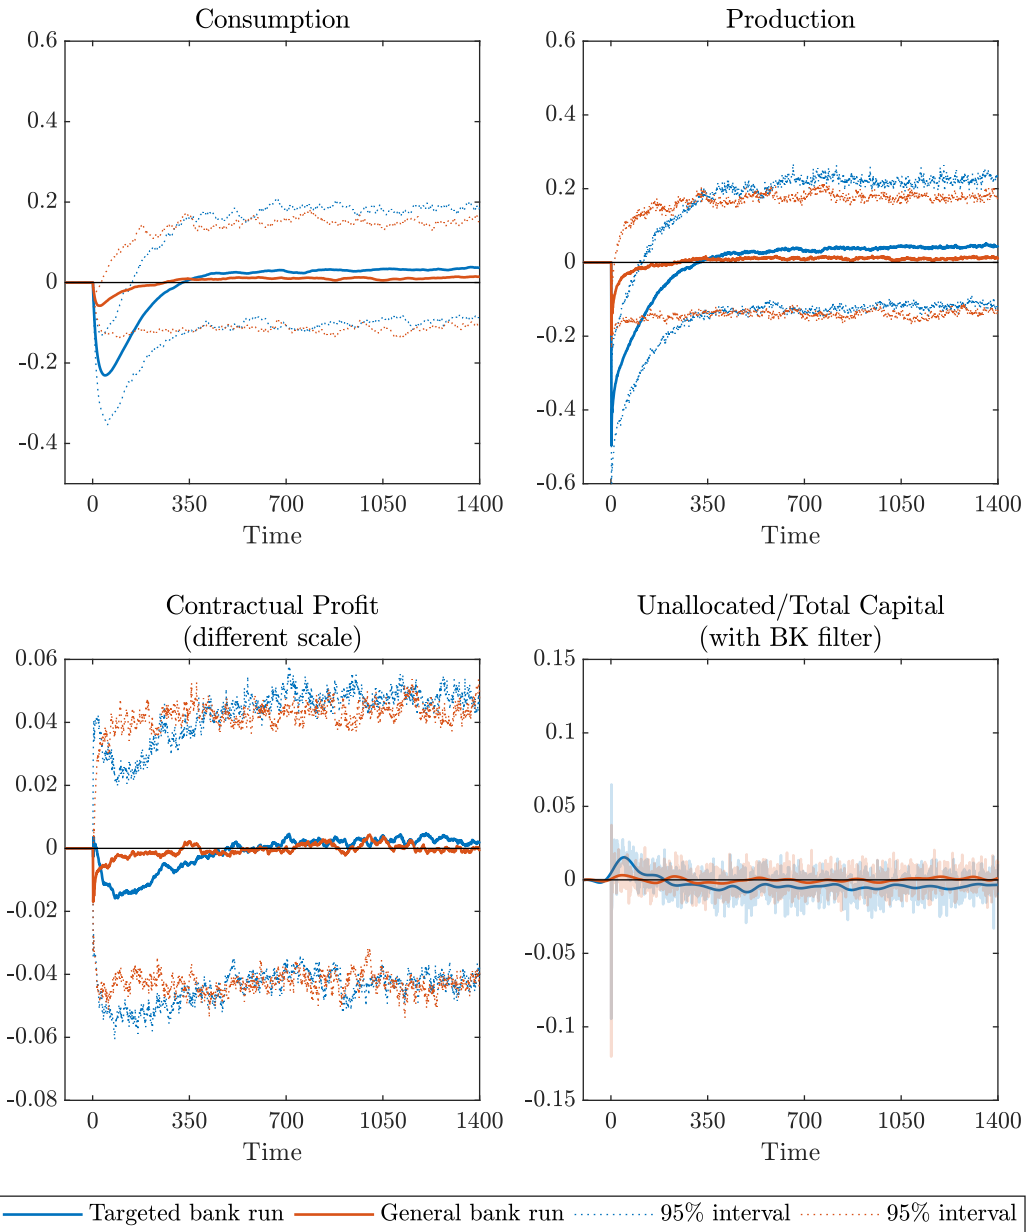 Consumption
0.6
0.4
0.2
0
-0.2
-0.4
0 350 700 1050 1400
Time
Production
0.6
0.4
0.2
0
-0.2
-0.4
-0.6
0 350 700 1050 1400
Time
Contractual Profit
(different scale)
0.06
0.04
0.02
0
-0.02
-0.04
-0.06
-0.08
0 350 700 1050 1400
Time
Unallocated/Total Capital
(with BK filter)
0.15
0.1
0.05
0
-0.05
-0.1
-0.15
0 350 700 1050 1400
Time
Targeted bank run General bank run 95% interval 95% interval